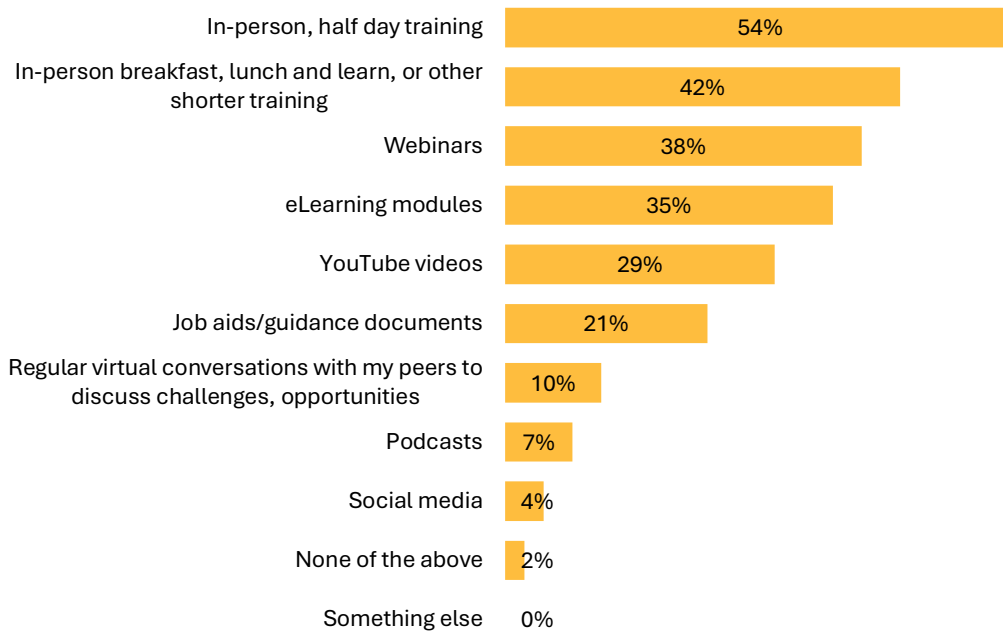 In-person, half day training 54%
In-person breakfast, lunch and learn, or other
shorter training 42%
Webinars 38%
eLearning modules 35%
YouTube videos 29%
Job aids/guidance documents 21%
Regular virtual conversations with my peers to
discuss challenges, opportunities 10%
Podcasts 7%
Social media 4%
None of the above 2%
Something else 0%